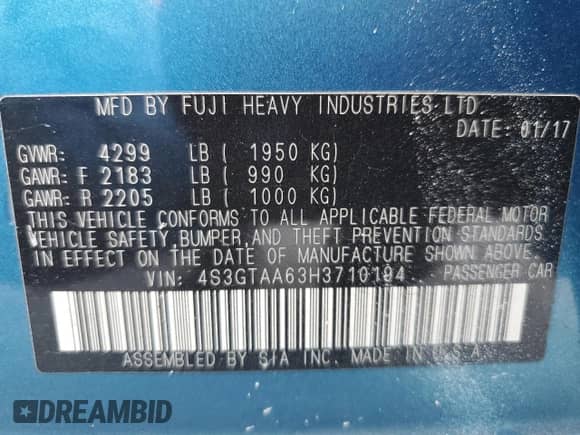 MFD BY FUJI HEAVY INDUSTRIES LTD
DATE: 01/17
GVWR: 4299 LB ( 1950 KG)
GAWR: F 2183 LB ( 990 KG)
GAWR: R 2205 LB ( 1000 KG)
THIS VEHICLE CONFORMS TO ALL APPLICABLE FEDERAL MOTOR
VEHICLE SAFETY, BUMPER, AND THEFT PREVENTION STANDARDS
IN EFFECT ON THE DATE OF MANUFACTURE SHOWN ABOVE.
VIN: 4S3GTAA63H3710194 PASSENGER CAR
ASSEMBLED BY SIA INC. MADE IN U.S.A
DREAMBID